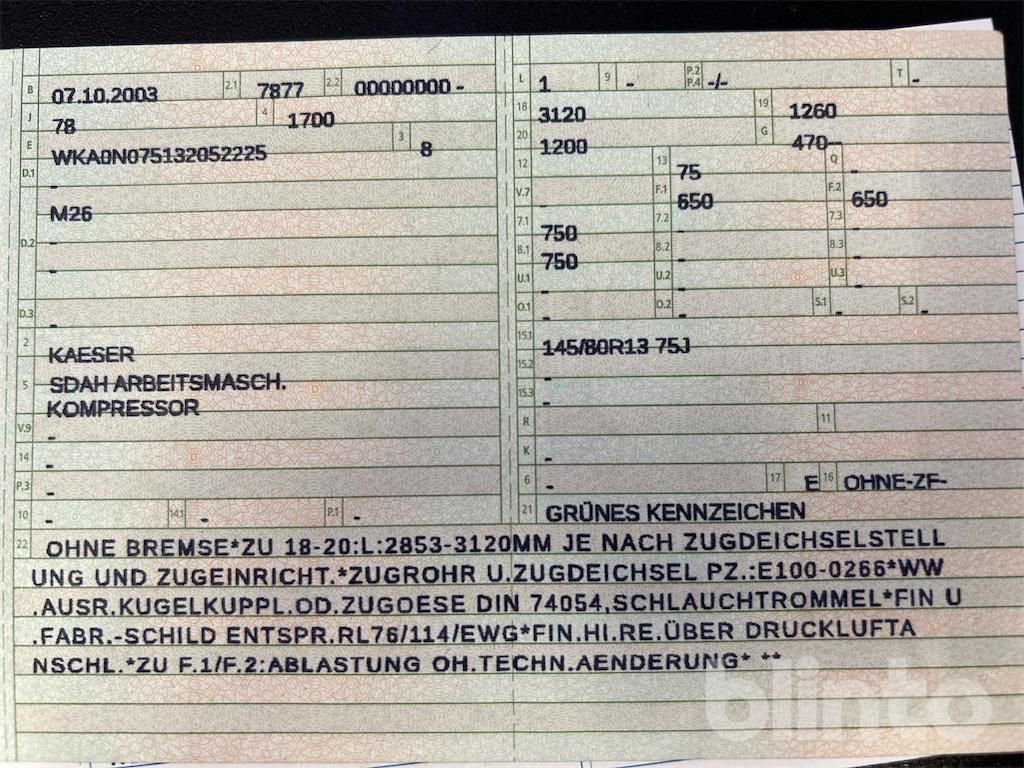 B 07.10.2003 2.1 7877 2.2 00000000 -
J 78 4 1700
E WKA0N075132052225 3 8
D.1 -
M26
D.2 -
-
D.3 -
2 KAESER
5 SDAH ARBEITSMASCH.
KOMPRESSOR
V.9 -
14 -
P.3 -
10 - 14.1 - P.1 -
L 1 9 - P.2 P.4 -/- T -
18 3120 19 1260
20 1200 G 470--
12 - 13 75 Q -
V.7 - F.1 650 F.2 650
7.1 750 7.2 - 7.3 -
8.1 750 8.2 - 8.3 -
U.1 - U.2 - U.3 -
O.1 - O.2 - S.1 - S.2 -
15.1 145/80R13 75J
15.2 -
15.3 -
R - 11
K -
6 - 17 E 16 OHNE-ZF-
21 GRÜNES KENNZEICHEN
22 OHNE BREMSE*ZU 18-20:L:2853-3120MM JE NACH ZUGDEICHSELSTELL
UNG UND ZUGEINRICHT.*ZUGROHR U.ZUGDEICHSEL PZ.:E100-0266*WW
.AUSR.KUGELKUPPL.OD.ZUGOESE DIN 74054,SCHLAUCHTROMMEL*FIN U
.FABR.-SCHILD ENTSPR.RL76/114/EWG*FIN.HI.RE.ÜBER DRUCKLUFTA
NSCHL.*ZU F.1/F.2:ABLASTUNG OH.TECHN.AENDERUNG* **
blinto